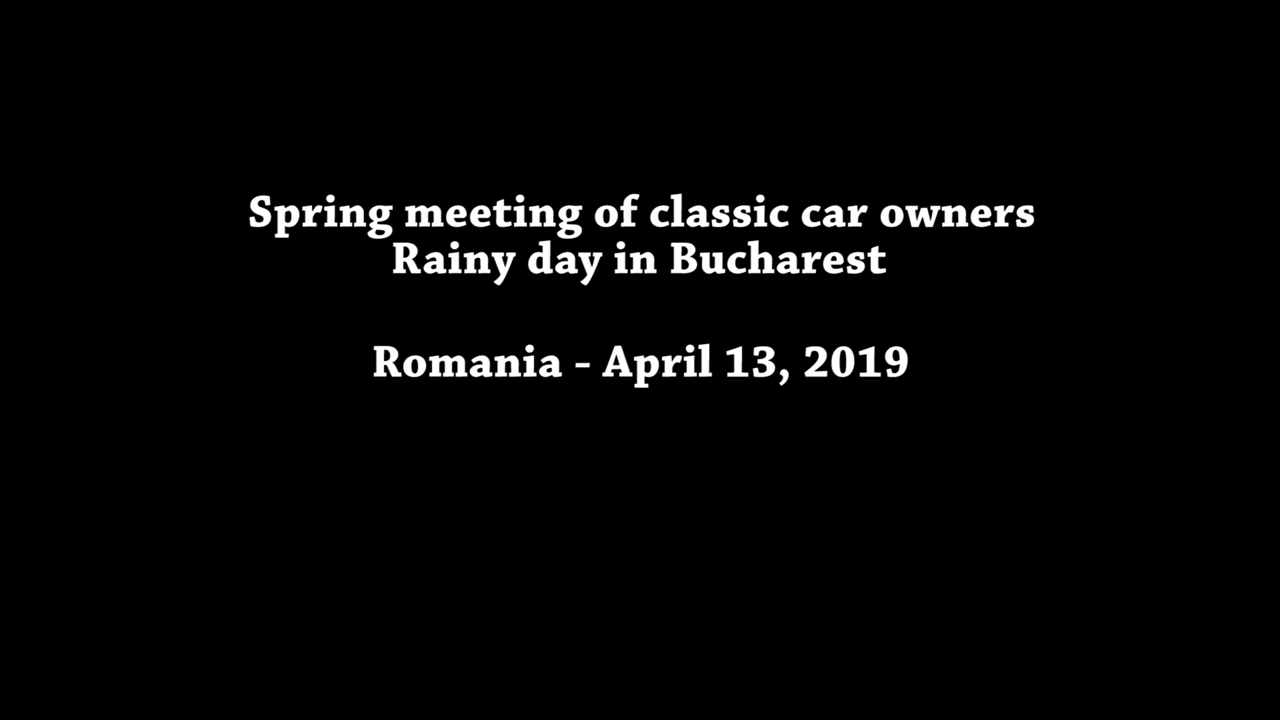 Spring meeting of classic car owners
Rainy day in Bucharest
Romania - April 13, 2019